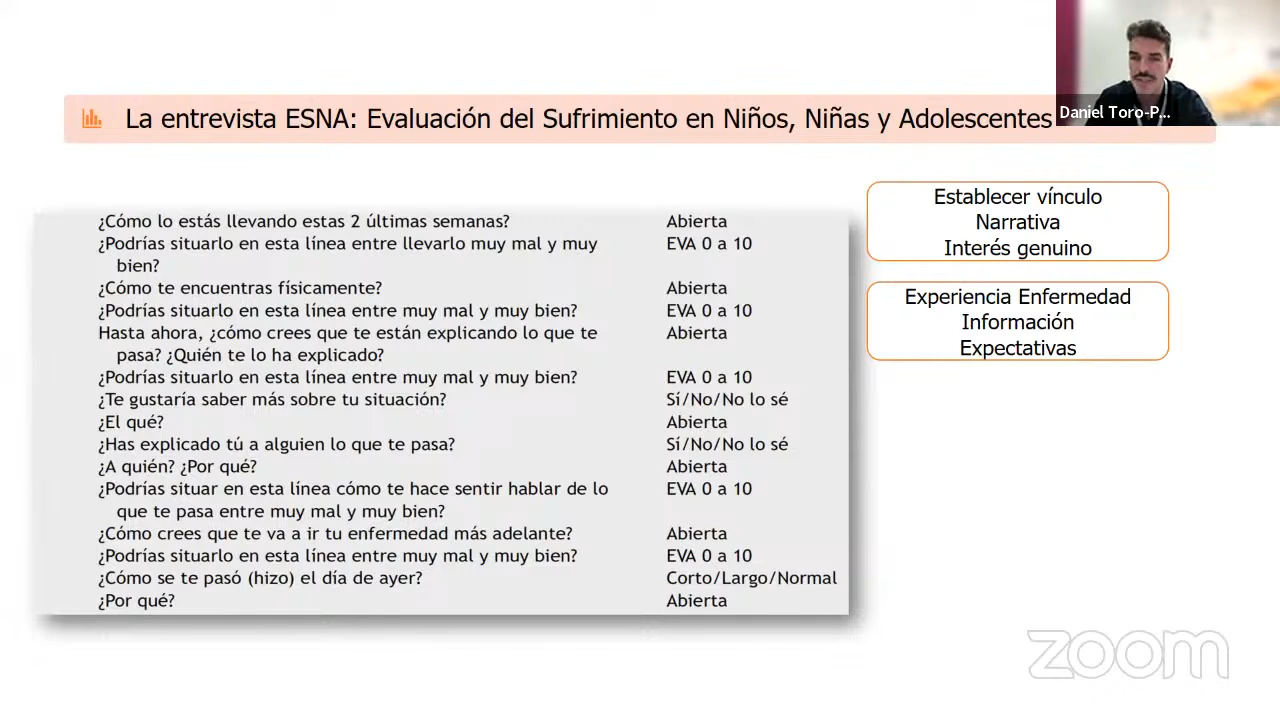 Daniel Toro-P...
La entrevista ESNA: Evaluación del Sufrimiento en Niños, Niñas y Adolescentes
¿Cómo lo estás llevando estas 2 últimas semanas? Abierta
¿Podrías situarlo en esta línea entre llevarlo muy mal y muy EVA 0 a 10
bien?
¿Cómo te encuentras físicamente? Abierta
¿Podrías situarlo en esta línea entre muy mal y muy bien? EVA 0 a 10
Hasta ahora, ¿cómo crees que te están explicando lo que te Abierta
pasa? ¿Quién te lo ha explicado?
¿Podrías situarlo en esta línea entre muy mal y muy bien? EVA 0 a 10
¿Te gustaría saber más sobre tu situación? Sí/No/No lo sé
¿El qué? Abierta
¿Has explicado tú a alguien lo que te pasa? Sí/No/No lo sé
¿A quién? ¿Por qué? Abierta
¿Podrías situar en esta línea cómo te hace sentir hablar de lo EVA 0 a 10
que te pasa entre muy mal y muy bien?
¿Cómo crees que te va a ir tu enfermedad más adelante? Abierta
¿Podrías situarlo en esta línea entre muy mal y muy bien? EVA 0 a 10
¿Cómo se te pasó (hizo) el día de ayer? Corto/Largo/Normal
¿Por qué? Abierta
Establecer vínculo
Narrativa
Interés genuino
Experiencia Enfermedad
Información
Expectativas
zoom